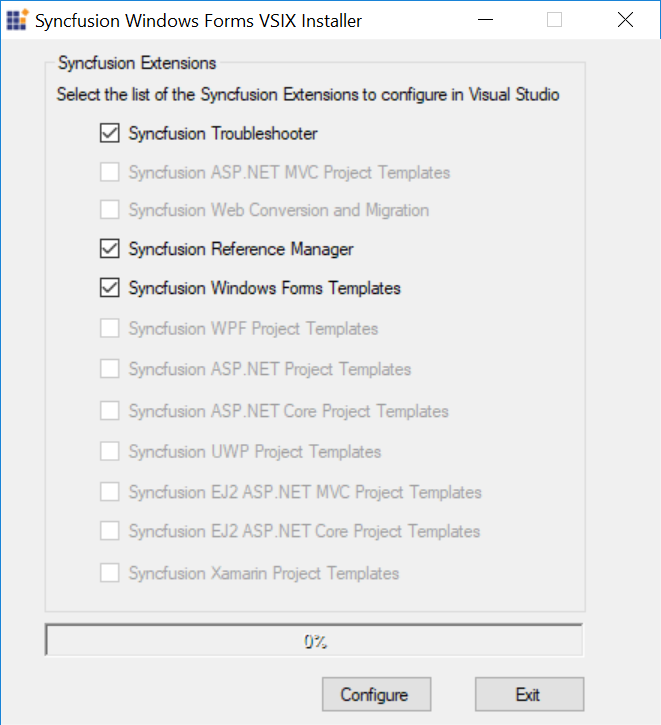 Syncfusion Windows Forms VSIX Installer
Syncfusion Extensions
Select the list of the Syncfusion Extensions to configure in Visual Studio
Syncfusion Troubleshooter
Syncfusion ASP.NET MVC Project Templates
Syncfusion Web Conversion and Migration
Syncfusion Reference Manager
Syncfusion Windows Forms Templates
Syncfusion WPF Project Templates
Syncfusion ASP.NET Project Templates
Syncfusion ASP.NET Core Project Templates
Syncfusion UWP Project Templates
Syncfusion EJ2 ASP.NET MVC Project Templates
Syncfusion EJ2 ASP.NET Core Project Templates
Syncfusion Xamarin Project Templates
0%
Configure Exit